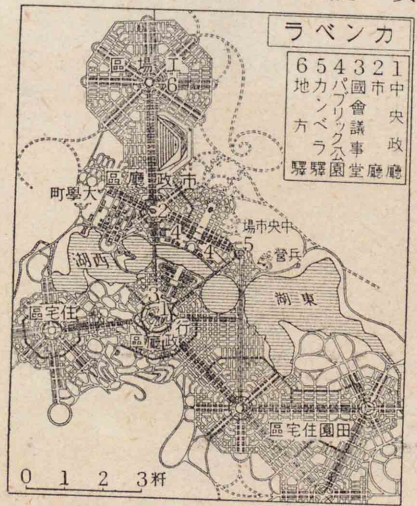 カンベラ
1 中央政廳
2 市廳
3 國會議事堂
4 パブリック公園
5 カンベラ驛
6 地方驛
工場區
6
市政廳區
大學町
2
4
4
中央市場
5
兵營
西湖
東湖
住宅區
3
1
行政廳區
田園住宅區
0 1 2 3粁